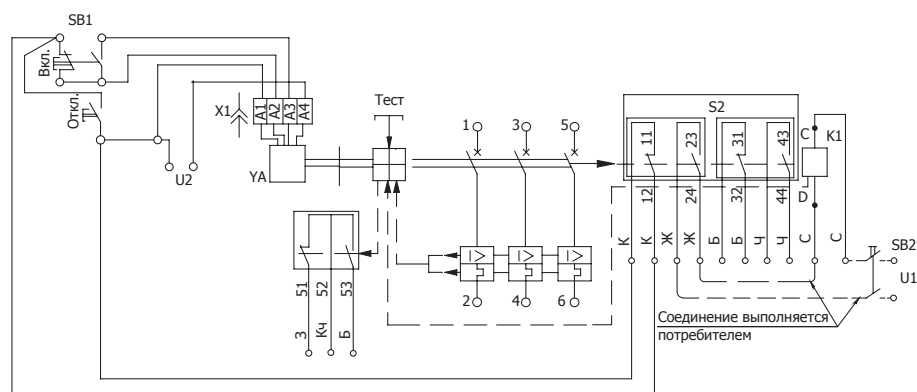 SB1
Вкл.
Откл.
X1
A1
A2
A3
A4
U2
YA
Тест
1
3
5
S2
11
23
31
43
C
K1
D
12
24
32
44
К
К
Ж
Ж
Б
Б
Ч
Ч
С
С
SB2
U1
51
52
53
З
Кч
Б
I>
I>
I>
2
4
6
Соединение выполняется
потребителем